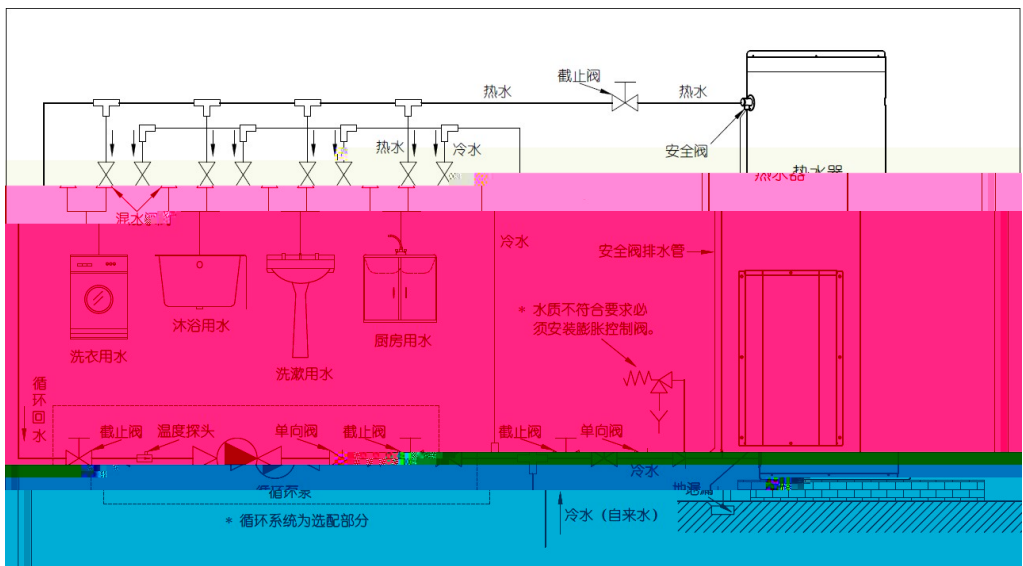 截止阀
热水
热水
安全阀
热水
冷水
热水器
热水器
冷水
安全阀排水管
* 水质不符合要求必
须安装膨胀控制阀。
洗衣用水
沐浴用水
洗漱用水
厨房用水
循环回水
截止阀
温度探头
单向阀
截止阀
截止阀
单向阀
冷水
循环泵
* 循环系统为选配部分
冷水（自来水）